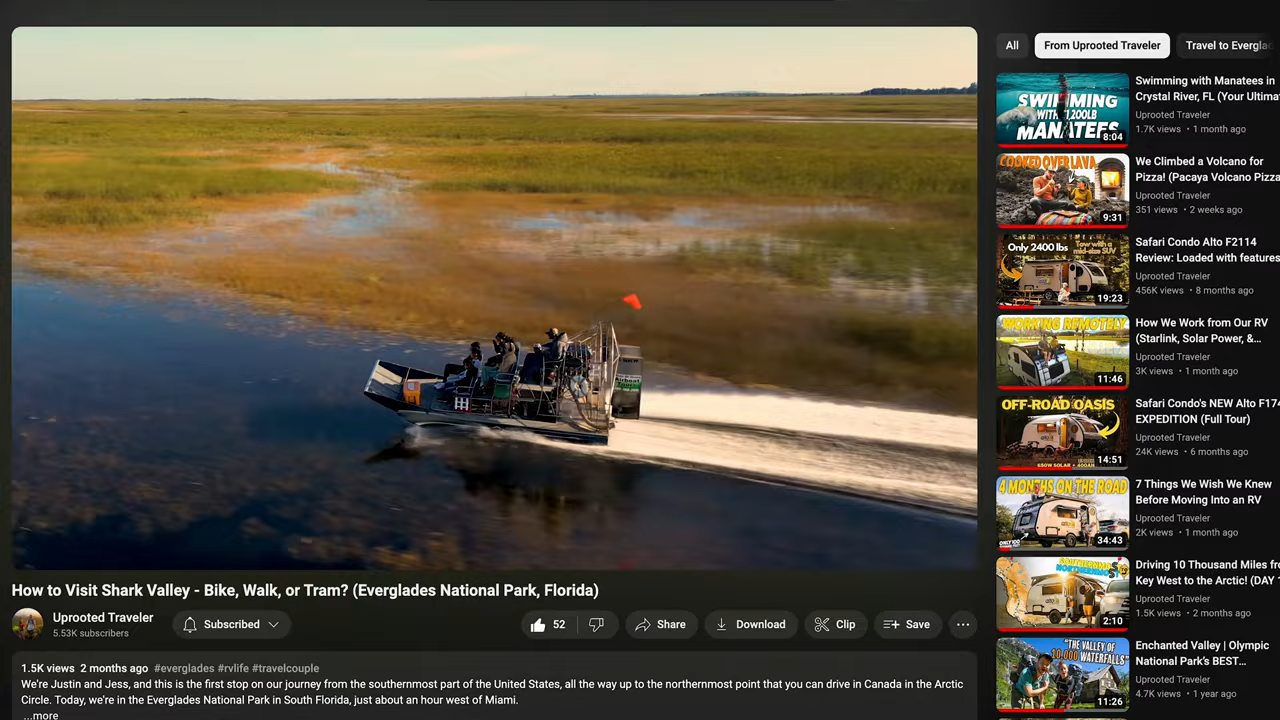 How to Visit Shark Valley - Bike, Walk, or Tram? (Everglades National Park, Florida)
Uprooted Traveler
5.53K subscribers
Subscribed
52
Share
Download
Clip
Save
1.5K views 2 months ago #everglades #rvlife #travelcouple
We're Justin and Jess, and this is the first stop on our journey from the southernmost part of the United States, all the way up to the northernmost point that you can drive in Canada in the Arctic
Circle. Today, we're in the Everglades National Park in South Florida, just about an hour west of Miami.
...more
All
From Uprooted Traveler
Travel to Everglad
SWIMMING
WITH 1,200LB
MANATEES
8:04
Swimming with Manatees in
Crystal River, FL (Your Ultima
Uprooted Traveler
1.7K views • 1 month ago
COOKED OVER LAVA
9:31
We Climbed a Volcano for
Pizza! (Pacaya Volcano Pizza
Uprooted Traveler
351 views • 2 weeks ago
Only 2400 lbs
Tow with a
mid-size SUV
19:23
Safari Condo Alto F2114
Review: Loaded with features
Uprooted Traveler
456K views • 8 months ago
WORKING REMOTELY
11:46
How We Work from Our RV
(Starlink, Solar Power, &...
Uprooted Traveler
3K views • 1 month ago
OFF-ROAD OASIS
650W SOLAR + 400AH
14:51
Safari Condo's NEW Alto F174
EXPEDITION (Full Tour)
Uprooted Traveler
24K views • 6 months ago
4 MONTHS ON THE ROAD
34:43
7 Things We Wish We Knew
Before Moving Into an RV
Uprooted Traveler
2K views • 1 month ago
2:10
Driving 10 Thousand Miles fr
Key West to the Arctic! (DAY
Uprooted Traveler
1.5K views • 2 months ago
"THE VALLEY OF
10,000 WATERFALLS"
11:26
Enchanted Valley | Olympic
National Park's BEST...
Uprooted Traveler
4.7K views • 1 year ago